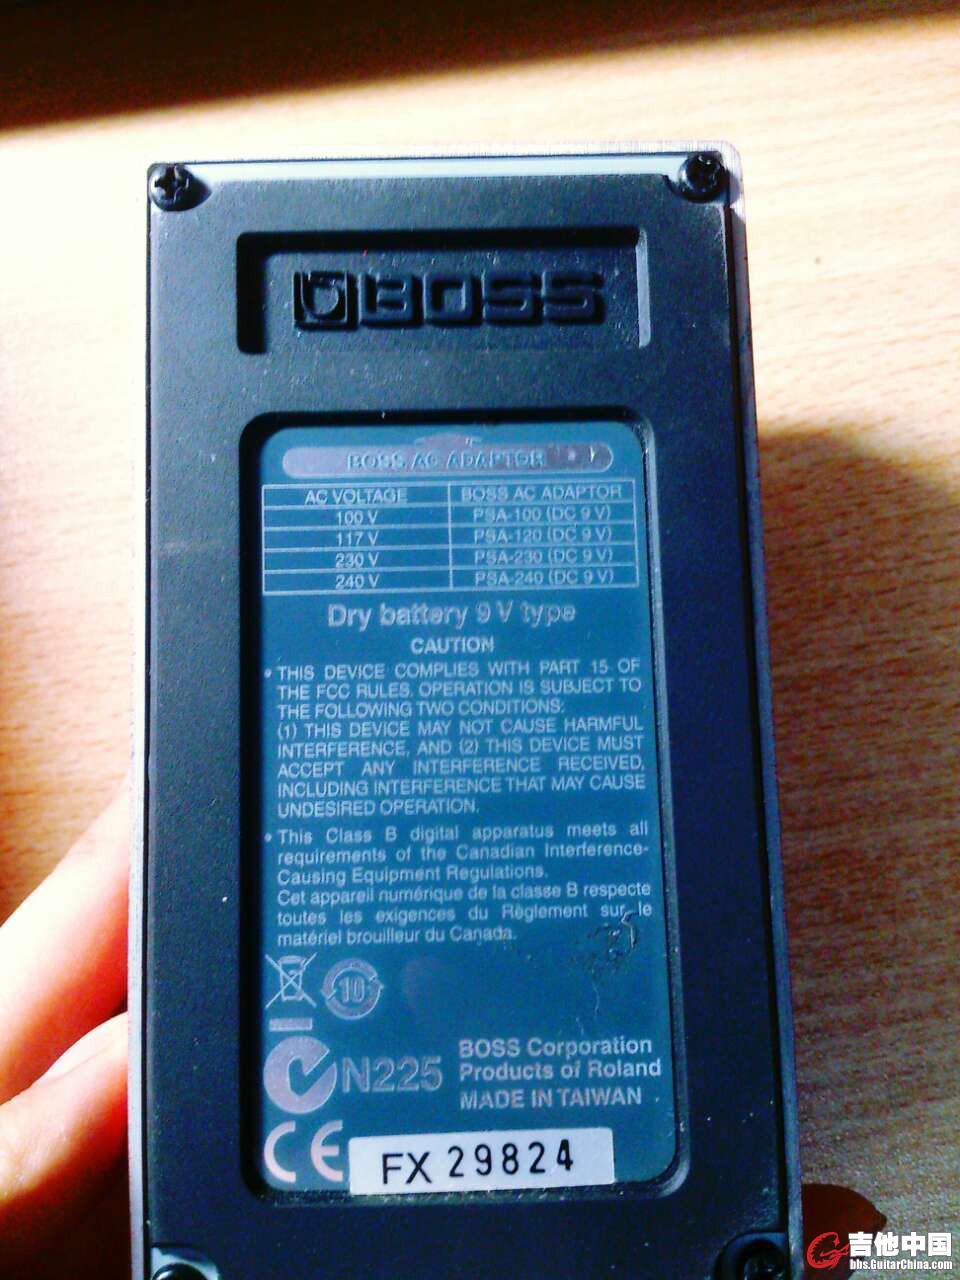 BOSS
BOSS AC ADAPTOR
AC VOLTAGE BOSS AC ADAPTOR
100 V PSA-100 (DC 9 V)
117 V PSA-120 (DC 9 V)
230 V PSA-230 (DC 9 V)
240 V PSA-240 (DC 9 V)
Dry battery 9 V type
CAUTION
• THIS DEVICE COMPLIES WITH PART 15 OF
THE FCC RULES. OPERATION IS SUBJECT TO
THE FOLLOWING TWO CONDITIONS:
(1) THIS DEVICE MAY NOT CAUSE HARMFUL
INTERFERENCE, AND (2) THIS DEVICE MUST
ACCEPT ANY INTERFERENCE RECEIVED,
INCLUDING INTERFERENCE THAT MAY CAUSE
UNDESIRED OPERATION.
• This Class B digital apparatus meets all
requirements of the Canadian Interference-
Causing Equipment Regulations.
Cet appareil numérique de la classe B respecte
toutes les exigences du Règlement sur le
matériel brouilleur du Canada.
10
N225
BOSS Corporation
Products of Roland
MADE IN TAIWAN
CE
FX 29824
吉他中国
bbs.GuitarChina.com